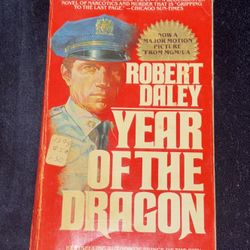 NOVEL OF NARCOTICS AND MURDER THAT IS "GRIPPING
TO THE LAST PAGE." —CHICAGO SUN-TIMES
NOW A
MAJOR MOTION
PICTURE
FROM MGM/UA
ROBERT
DALEY
YEAR
OF THE
DRAGON